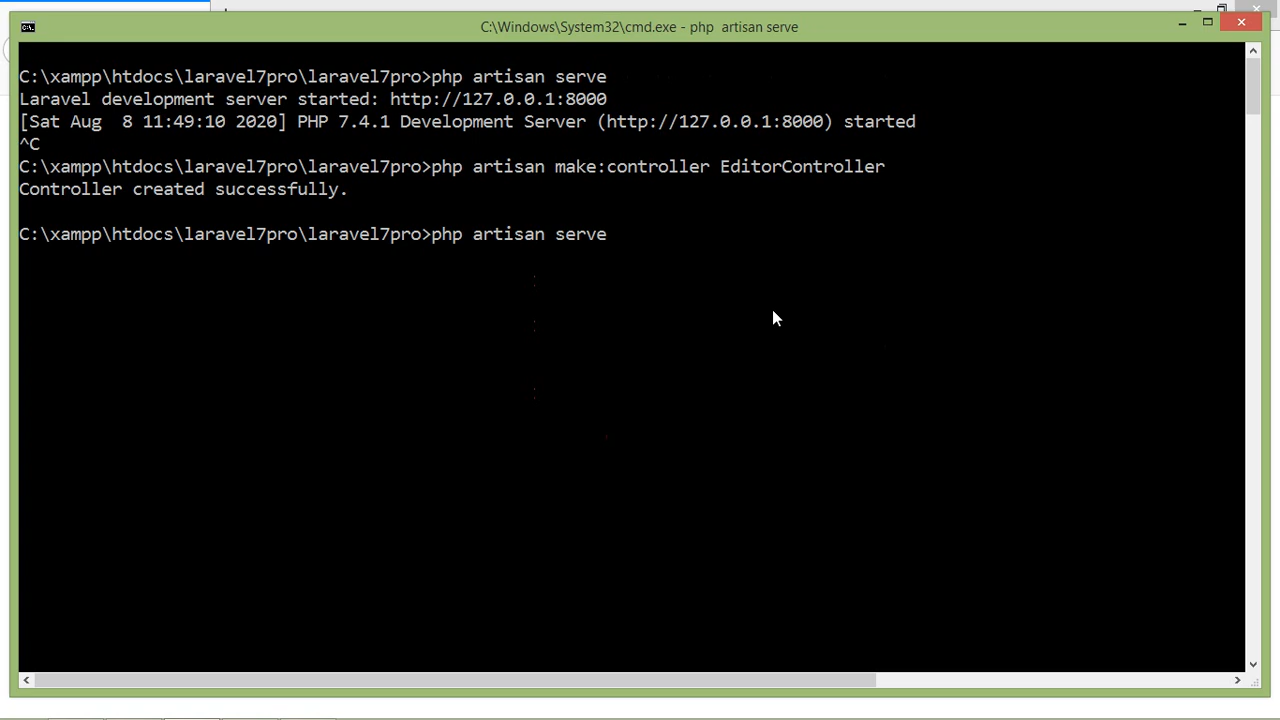 C:\Windows\System32\cmd.exe - php  artisan serve
C:\xampp\htdocs\laravel7pro\laravel7pro>php artisan serve
Laravel development server started: http://127.0.0.1:8000
[Sat Aug  8 11:49:10 2020] PHP 7.4.1 Development Server (http://127.0.0.1:8000) started
^C
C:\xampp\htdocs\laravel7pro\laravel7pro>php artisan make:controller EditorController
Controller created successfully.
C:\xampp\htdocs\laravel7pro\laravel7pro>php artisan serve